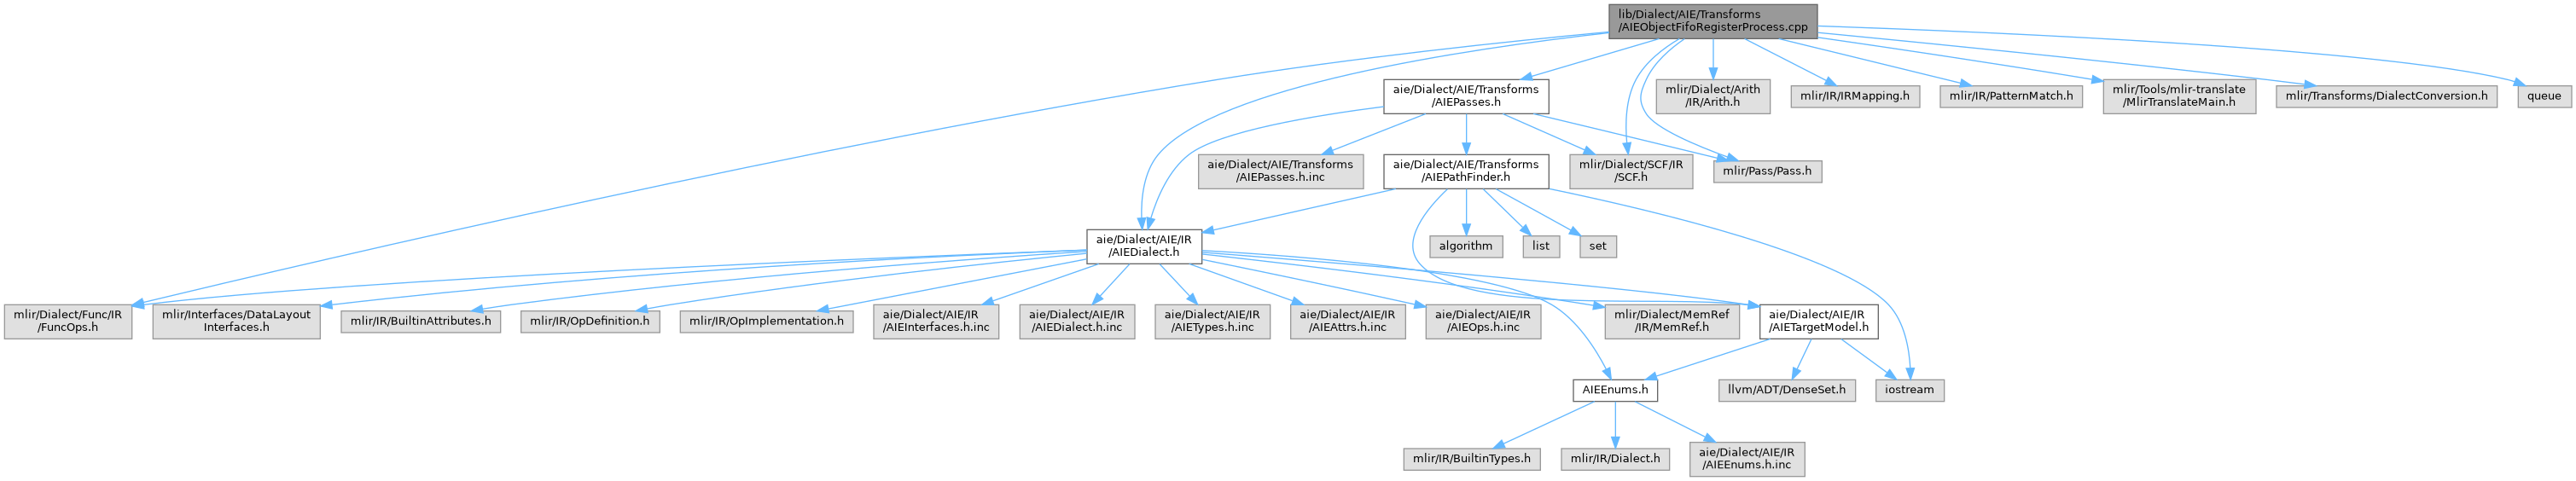 lib/Dialect/AIE/Transforms
/AIEObjectFifoRegisterProcess.cpp
aie/Dialect/AIE/Transforms
/AIEPasses.h
mlir/Dialect/Arith
/IR/Arith.h
mlir/IR/IRMapping.h
mlir/IR/PatternMatch.h
mlir/Tools/mlir-translate
/MlirTranslateMain.h
mlir/Transforms/DialectConversion.h
queue
aie/Dialect/AIE/Transforms
/AIEPasses.h.inc
aie/Dialect/AIE/Transforms
/AIEPathFinder.h
mlir/Dialect/SCF/IR
/SCF.h
mlir/Pass/Pass.h
aie/Dialect/AIE/IR
/AIEDialect.h
algorithm
list
set
mlir/Dialect/Func/IR
/FuncOps.h
mlir/Interfaces/DataLayout
Interfaces.h
mlir/IR/BuiltinAttributes.h
mlir/IR/OpDefinition.h
mlir/IR/OpImplementation.h
aie/Dialect/AIE/IR
/AIEInterfaces.h.inc
aie/Dialect/AIE/IR
/AIEDialect.h.inc
aie/Dialect/AIE/IR
/AIETypes.h.inc
aie/Dialect/AIE/IR
/AIEAttrs.h.inc
aie/Dialect/AIE/IR
/AIEOps.h.inc
mlir/Dialect/MemRef
/IR/MemRef.h
aie/Dialect/AIE/IR
/AIETargetModel.h
AIEEnums.h
llvm/ADT/DenseSet.h
iostream
mlir/IR/BuiltinTypes.h
mlir/IR/Dialect.h
aie/Dialect/AIE/IR
/AIEEnums.h.inc